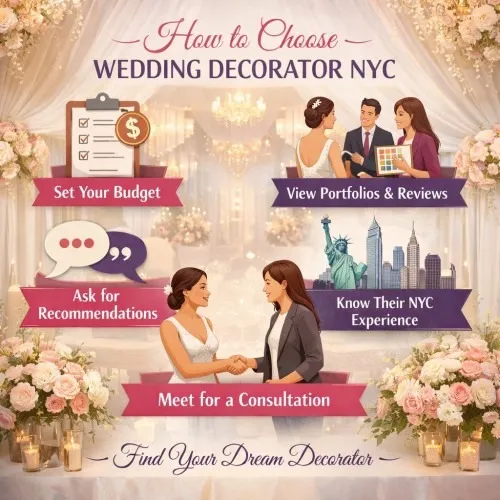 How to Choose
WEDDING DECORATOR NYC
$
Set Your Budget
View Portfolios & Reviews
Ask for
Recommendations
Know Their NYC
Experience
Meet for a Consultation
Find Your Dream Decorator